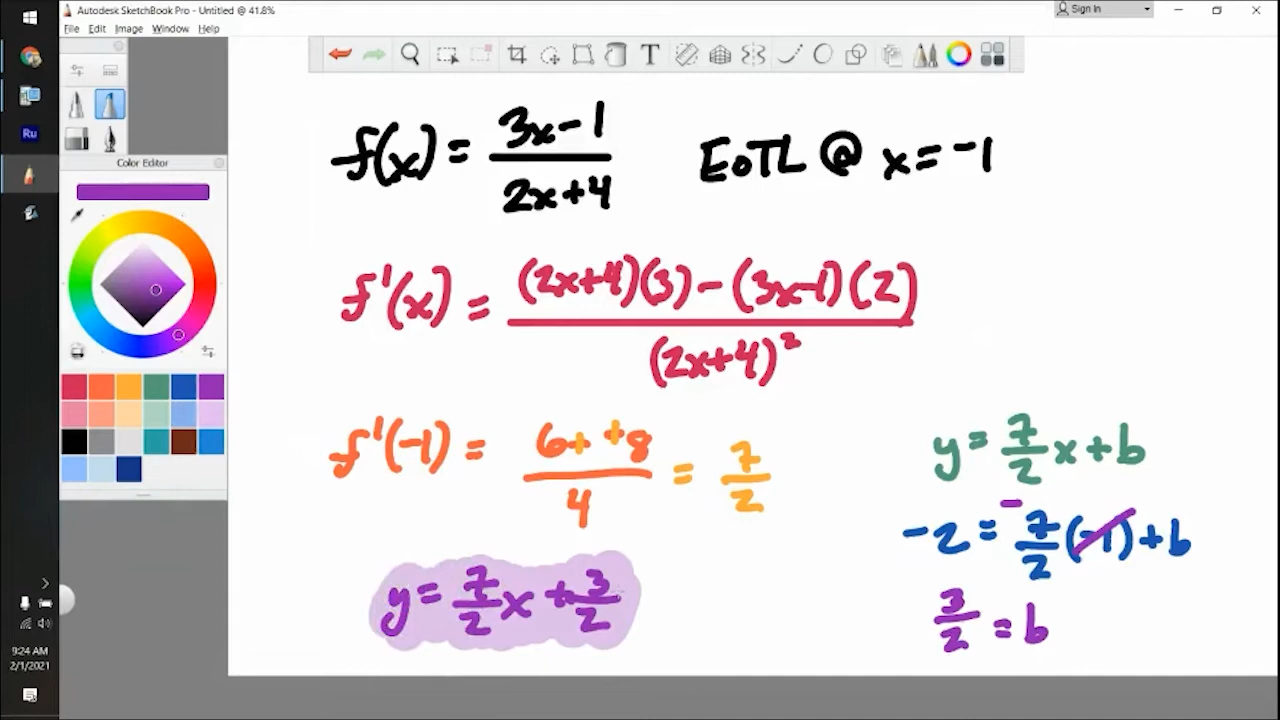 Autodesk SketchBook Pro - Untitled @ 41.8%
Sign In
File Edit Image Window Help
T
Ru
Color Editor
f(x) = (3x-1)/(2x+4) EoTL @ x = -1
f'(x) = ((2x+4)(3) - (3x-1)(2))/(2x+4)²
f'(-1) = (6+ +8)/4 = 7/2
y = 7/2 x + b
-2 = -7/2 (-1) + b
y = 7/2 x + 3/2
3/2 = b
9:24 AM
2/1/2021